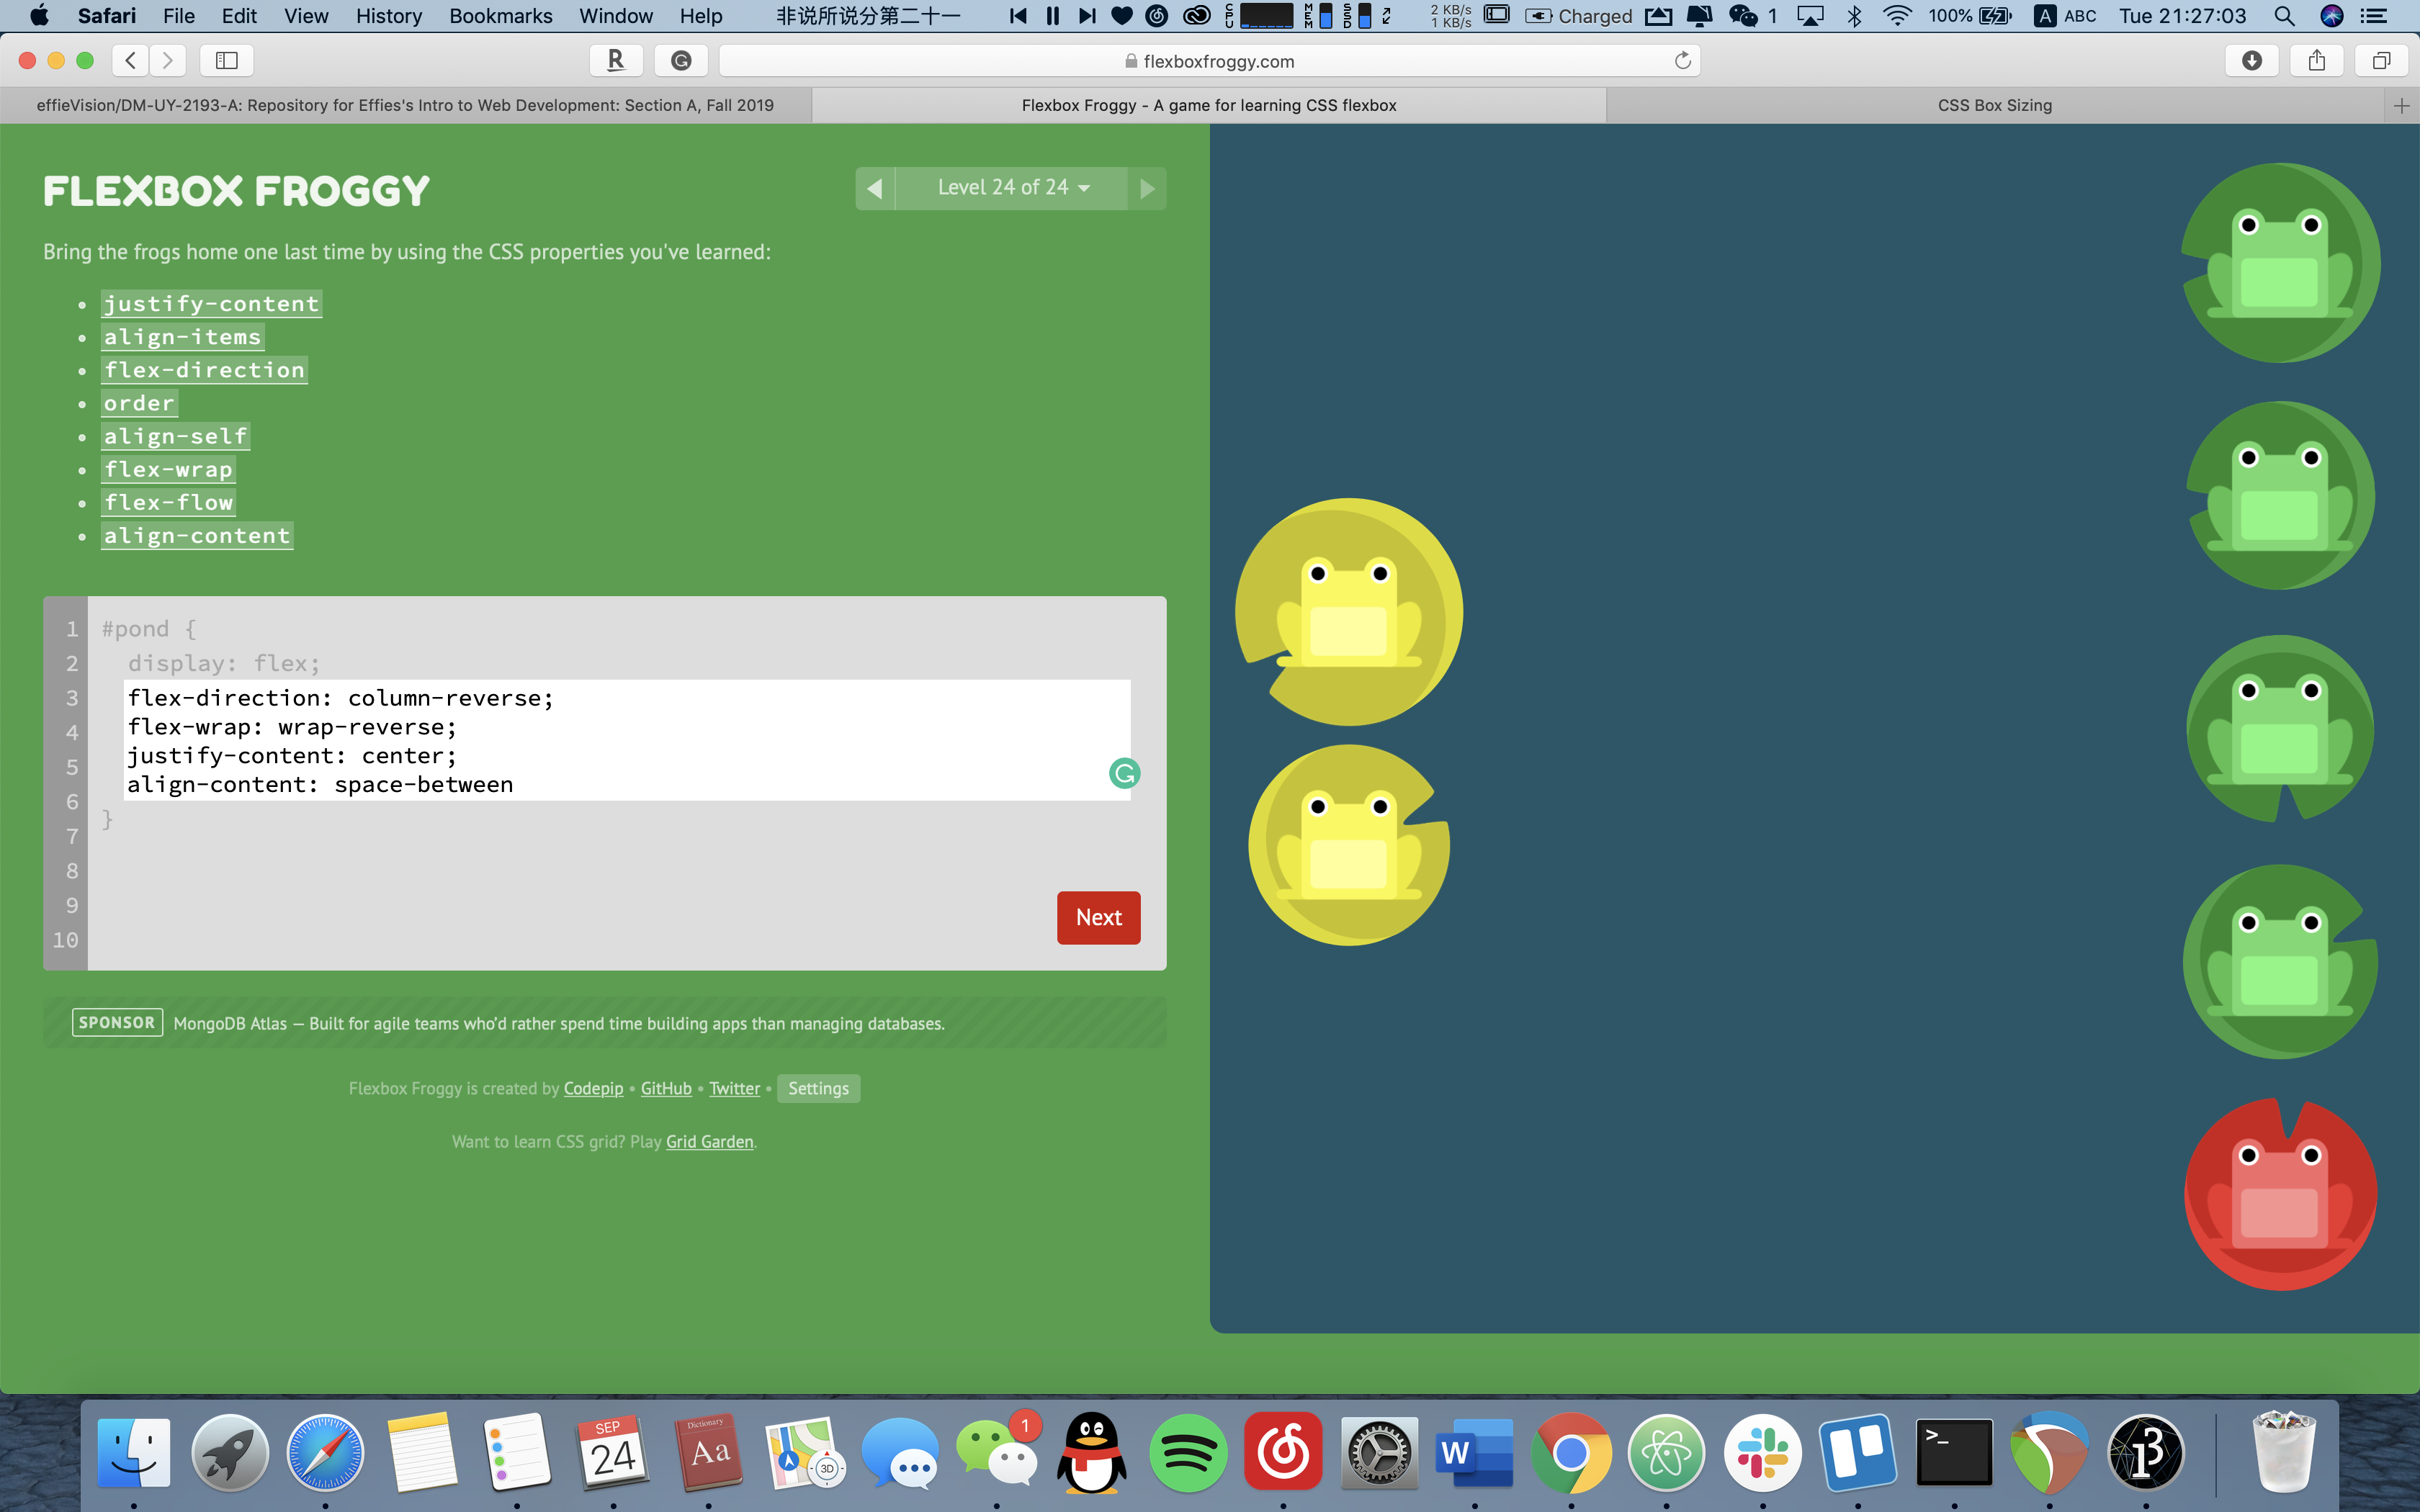 Safari File Edit View History Bookmarks Window Help 非说所说分第二十一 CPU MEM SSD 2 KB/s 1 KB/s Charged 1 100% A ABC Tue 21:27:03
R G flexboxfroggy.com
effieVision/DM-UY-2193-A: Repository for Effies's Intro to Web Development: Section A, Fall 2019
Flexbox Froggy - A game for learning CSS flexbox
CSS Box Sizing
FLEXBOX FROGGY
Level 24 of 24
Bring the frogs home one last time by using the CSS properties you've learned:
justify-content
align-items
flex-direction
order
align-self
flex-wrap
flex-flow
align-content
1 #pond {
2 display: flex;
3 flex-direction: column-reverse;
4 flex-wrap: wrap-reverse;
5 justify-content: center;
align-content: space-between
6 }
7
8
9
10
Next
SPONSOR MongoDB Atlas — Built for agile teams who'd rather spend time building apps than managing databases.
Flexbox Froggy is created by Codepip • GitHub • Twitter • Settings
Want to learn CSS grid? Play Grid Garden.
SEP
24
Dictionary
Aa
3D
1
W
>_